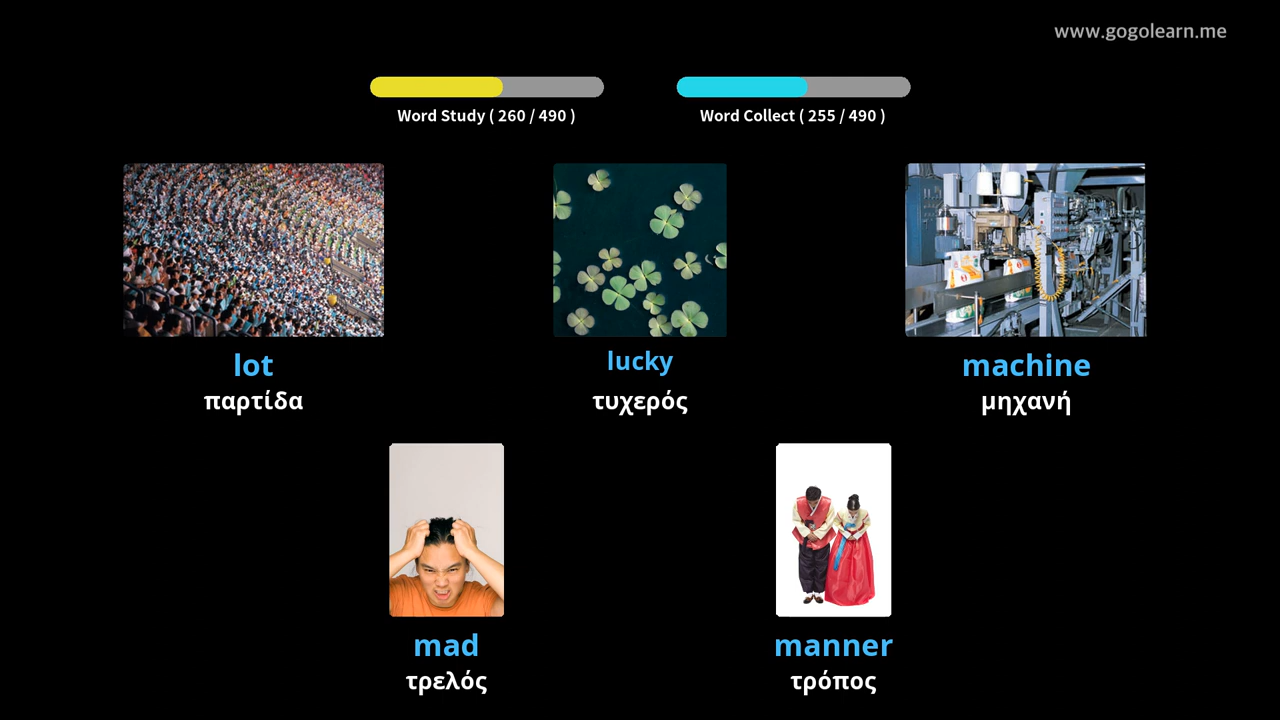 www.gogolearn.me
Word Study ( 260 / 490 )
Word Collect ( 255 / 490 )
lot
παρτίδα
lucky
τυχερός
machine
μηχανή
mad
τρελός
manner
τρόπος